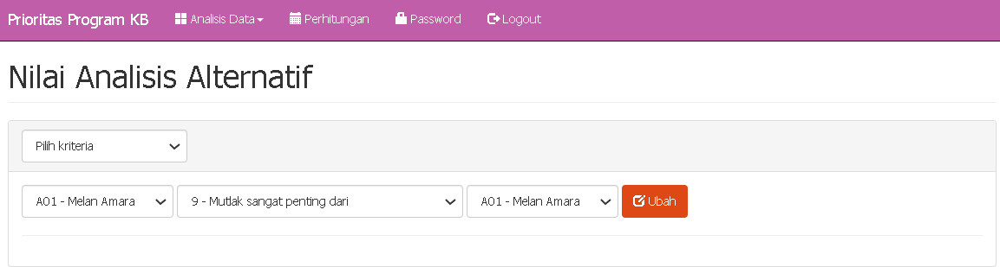 Prioritas Program KB Analisis Data Perhitungan Password Logout
Nilai Analisis Alternatif
Pilih kriteria
A01 - Melan Amara 9 - Mutlak sangat penting dari A01 - Melan Amara Ubah